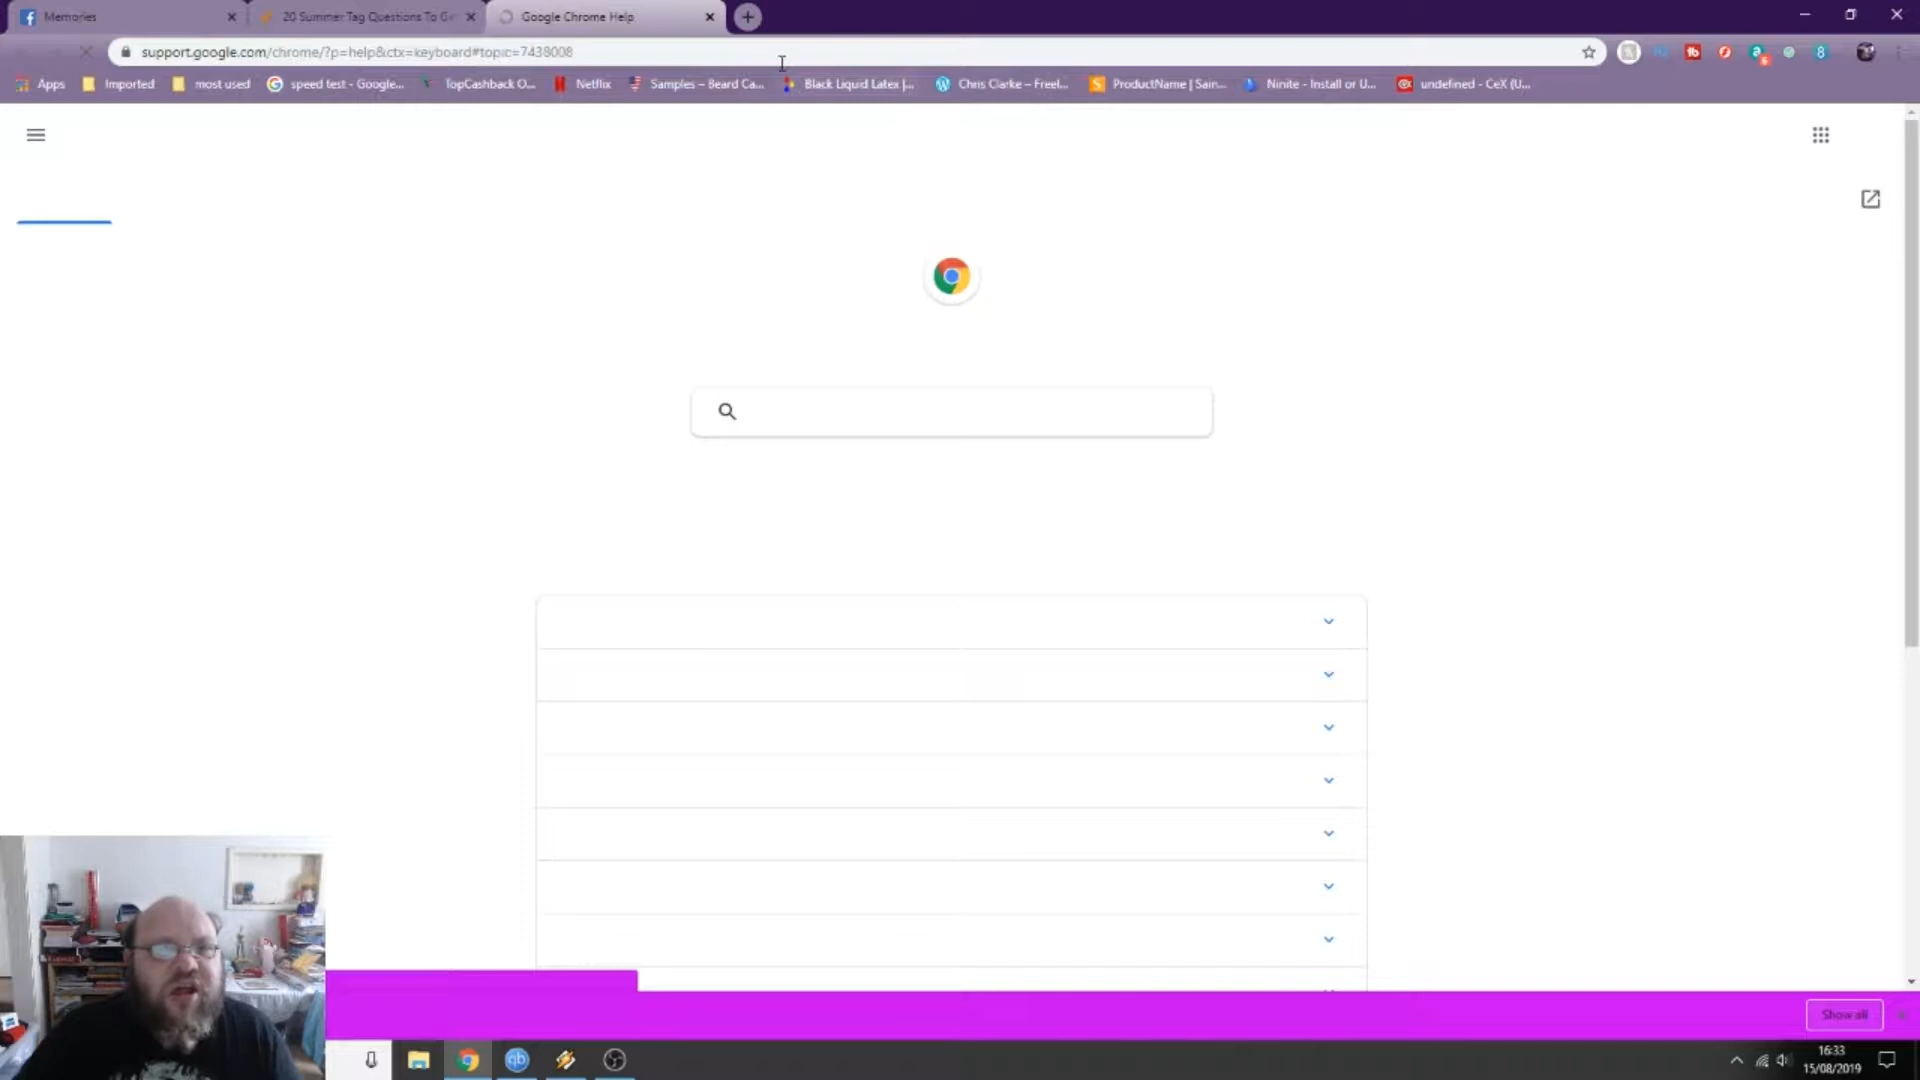 Memories
20 Summer Tag Questions To G
Google Chrome Help
support.google.com/chrome/?p=help&ctx=keyboard#topic=7438008
Apps
Imported
most used
speed test - Google...
TopCashback O...
Netflix
Samples – Beard Ca...
Black Liquid Latex |...
Chris Clarke – Freel...
ProductName | Sain...
Ninite - Install or U...
undefined - CeX (U...
Show all
16:33
15/08/2019